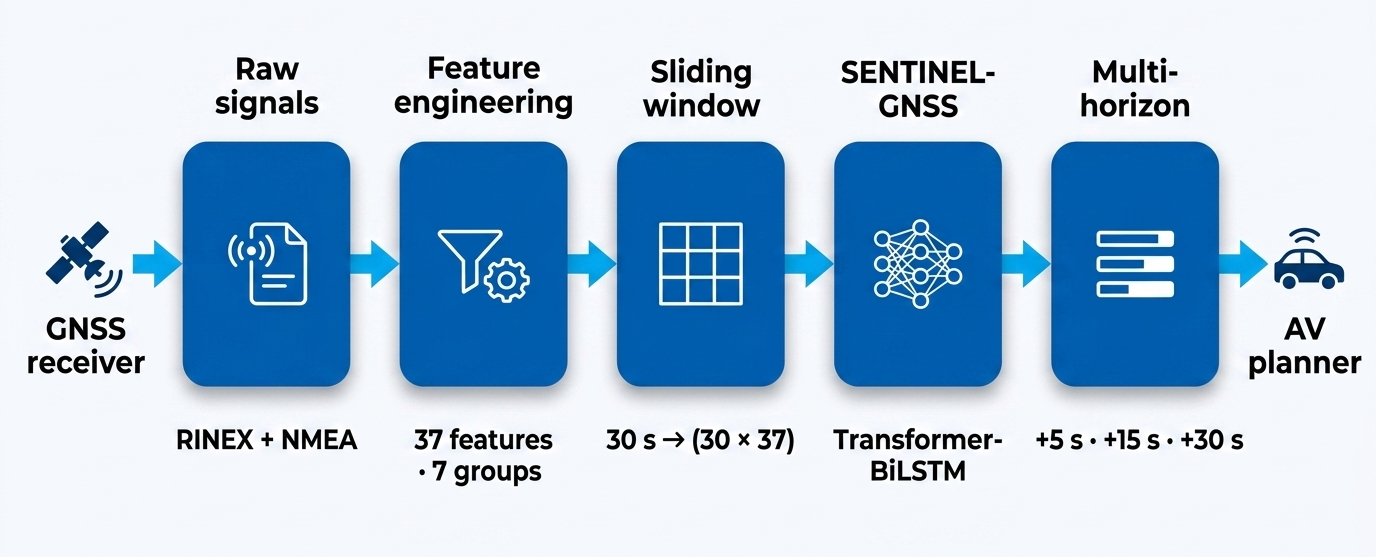 Raw
signals
Feature
engineering
Sliding
window
SENTINEL-
GNSS
Multi-
horizon
GNSS
receiver
AV
planner
RINEX + NMEA
37 features
· 7 groups
30 s → (30 × 37)
Transformer-
BiLSTM
+5 s · +15 s · +30 s